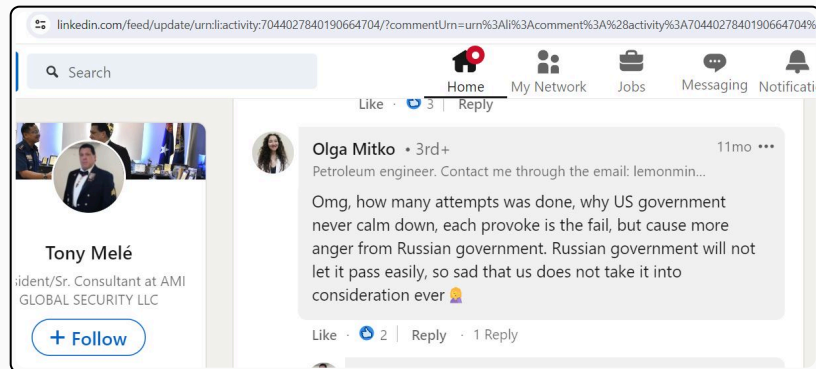 linkedin.com/feed/update/urn:li:activity:7044027840190664704/?commentUrn=urn%3Ali%3Acomment%3A%28activity%3A7044027840190664704%
Search
Home
My Network
Jobs
Messaging
Notificati
Like · 3 | Reply
Olga Mitko • 3rd+
11mo •••
Petroleum engineer. Contact me through the email: lemonmin...
Omg, how many attempts was done, why US government
never calm down, each provoke is the fail, but cause more
anger from Russian government. Russian government will not
let it pass easily, so sad that us does not take it into
consideration ever 🤦‍♀️
Like · 2 | Reply · 1 Reply
Tony Melé
sident/Sr. Consultant at AMI
GLOBAL SECURITY LLC
+ Follow